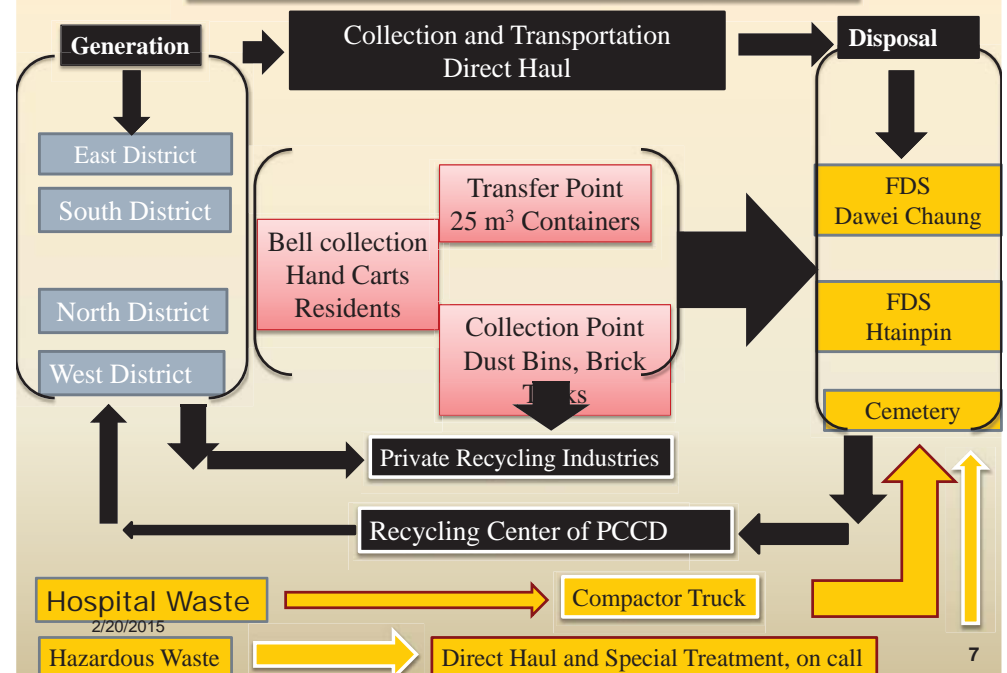 Generation
Collection and Transportation
Direct Haul
Disposal
East District
South District
North District
West District
Bell collection
Hand Carts
Residents
Transfer Point
25 m³ Containers
Collection Point
Dust Bins, Brick
FDS
Dawei Chaung
FDS
Htainpin
Cemetery
Private Recycling Industries
Recycling Center of PCCD
Hospital Waste
Compactor Truck
2/20/2015
Hazardous Waste
Direct Haul and Special Treatment, on call
7